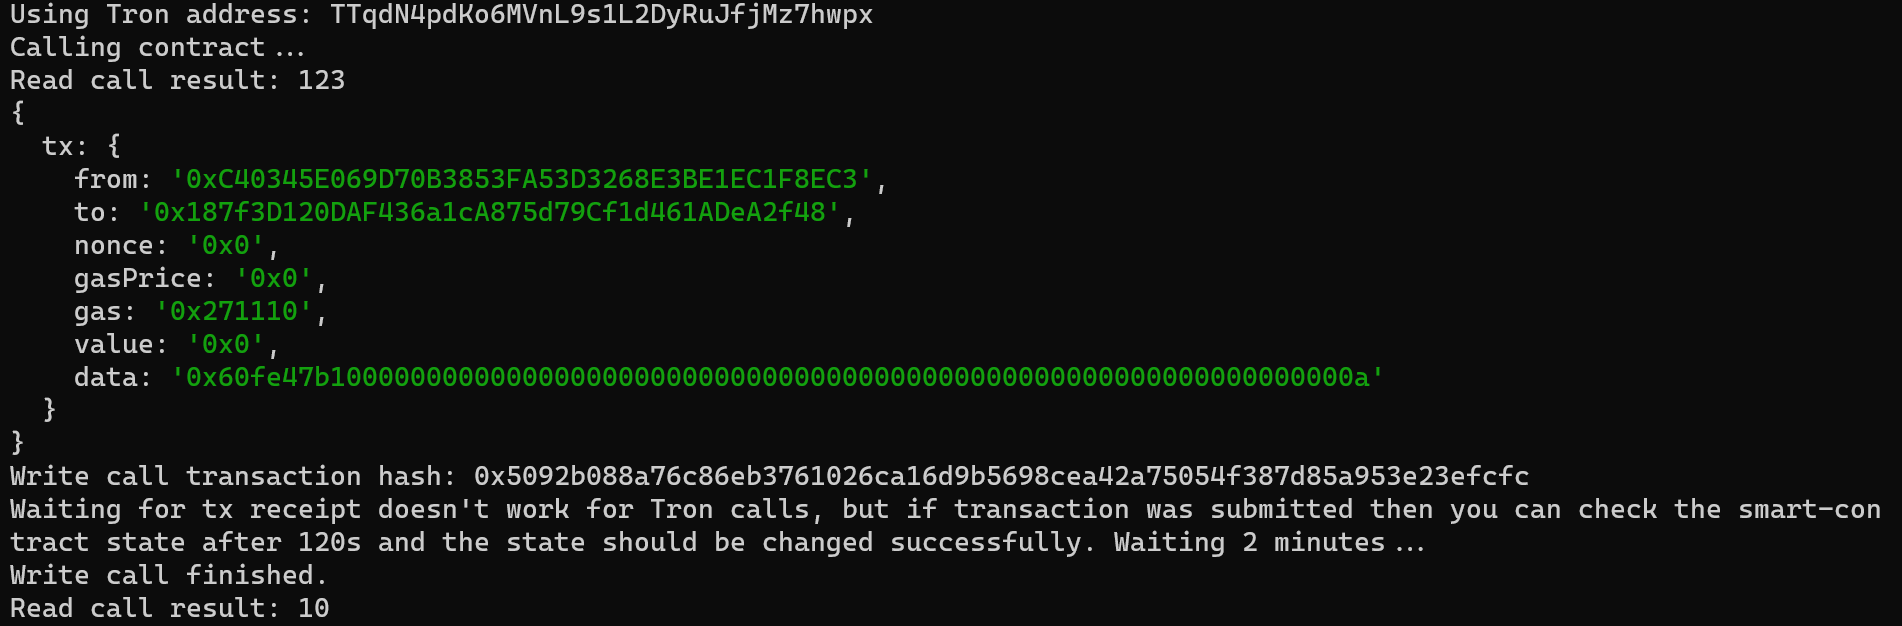 Using Tron address: TTqdN4pdKo6MVnL9s1L2DyRuJfjMz7hwpx
Calling contract...
Read call result: 123
{
  tx: {
    from: '0xC40345E069D70B3853FA53D3268E3BE1EC1F8EC3',
    to: '0x187f3D120DAF436a1cA875d79Cf1d461ADeA2f48',
    nonce: '0x0',
    gasPrice: '0x0',
    gas: '0x271110',
    value: '0x0',
    data: '0x60fe47b1000000000000000000000000000000000000000000000000000000000000000a'
  }
}
Write call transaction hash: 0x5092b088a76c86eb3761026ca16d9b5698cea42a75054f387d85a953e23efcfc
Waiting for tx receipt doesn't work for Tron calls, but if transaction was submitted then you can check the smart-con
tract state after 120s and the state should be changed successfully. Waiting 2 minutes...
Write call finished.
Read call result: 10